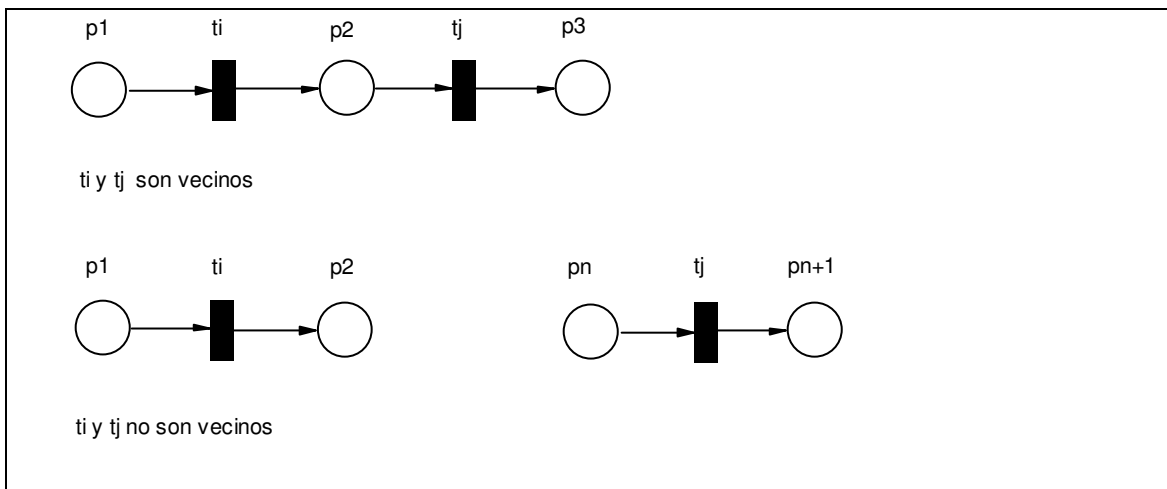 p1 ti p2 tj p3
ti y tj son vecinos
p1 ti p2 pn tj pn+1
ti y tj no son vecinos